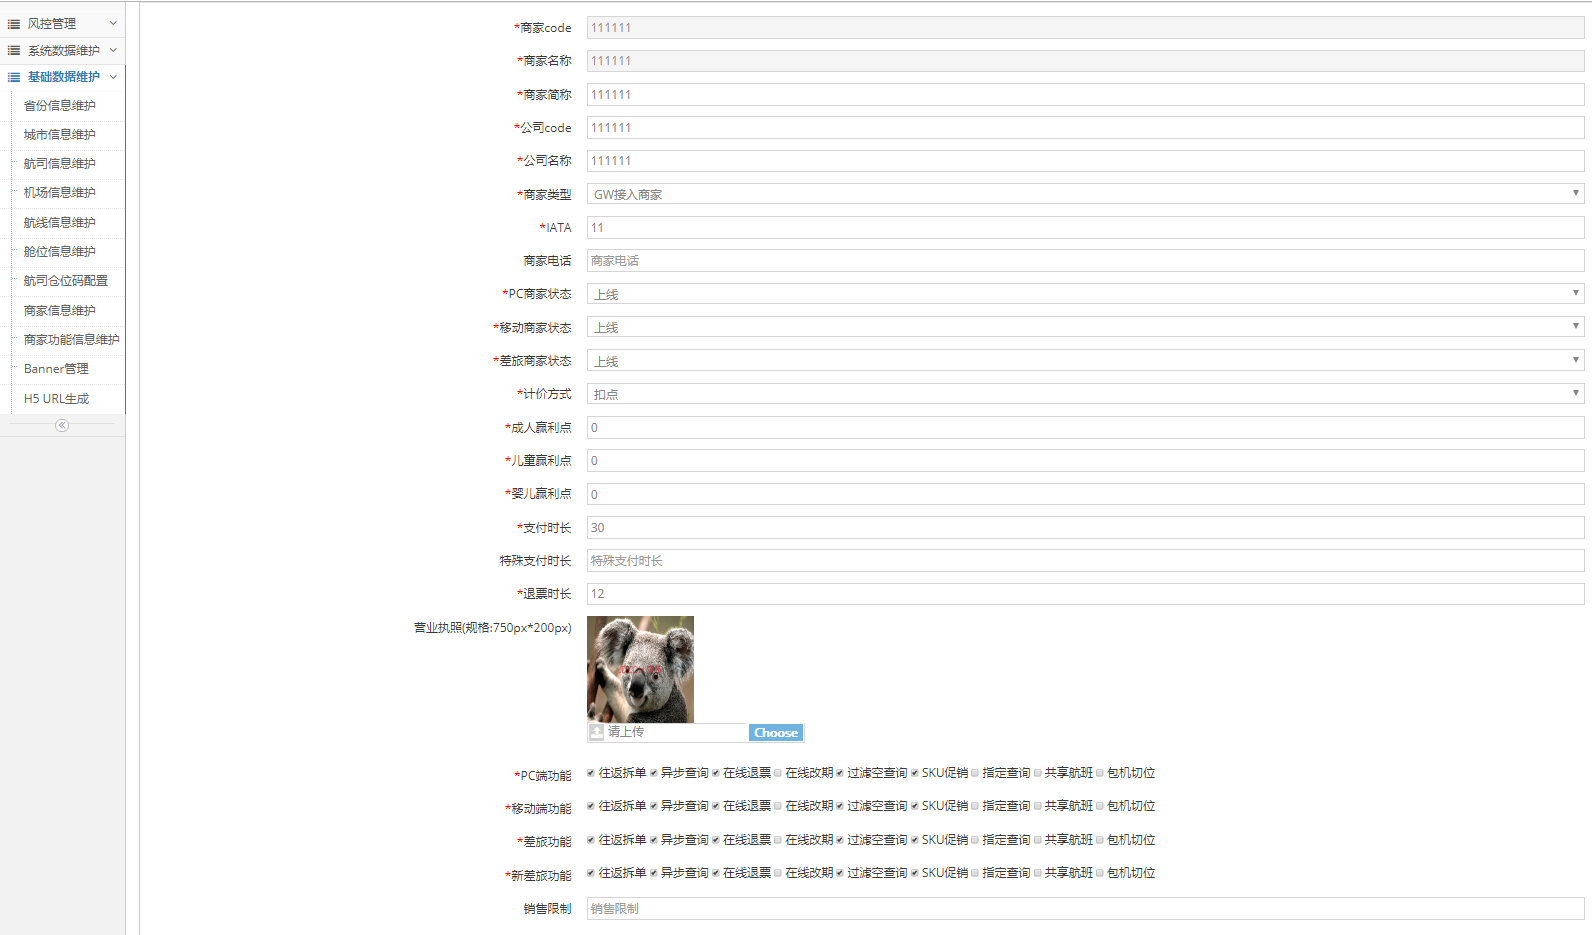 风控管理
系统数据维护
基础数据维护
省份信息维护
城市信息维护
航司信息维护
机场信息维护
航线信息维护
舱位信息维护
航司仓位码配置
商家信息维护
商家功能信息维护
Banner管理
H5 URL生成
*商家code 111111
*商家名称 111111
*商家简称 111111
*公司code 111111
*公司名称 111111
*商家类型 GW接入商家
*IATA 11
商家电话 商家电话
*PC商家状态 上线
*移动商家状态 上线
*差旅商家状态 上线
*计价方式 扣点
*成人赢利点 0
*儿童赢利点 0
*婴儿赢利点 0
*支付时长 30
特殊支付时长 特殊支付时长
*退票时长 12
营业执照(规格:750px*200px)
请上传 Choose
*PC端功能 往返拆单 异步查询 在线退票 在线改期 过滤空查询 SKU促销 指定查询 共享航班 包机切位
*移动端功能 往返拆单 异步查询 在线退票 在线改期 过滤空查询 SKU促销 指定查询 共享航班 包机切位
*差旅功能 往返拆单 异步查询 在线退票 在线改期 过滤空查询 SKU促销 指定查询 共享航班 包机切位
*新差旅功能 往返拆单 异步查询 在线退票 在线改期 过滤空查询 SKU促销 指定查询 共享航班 包机切位
销售限制 销售限制